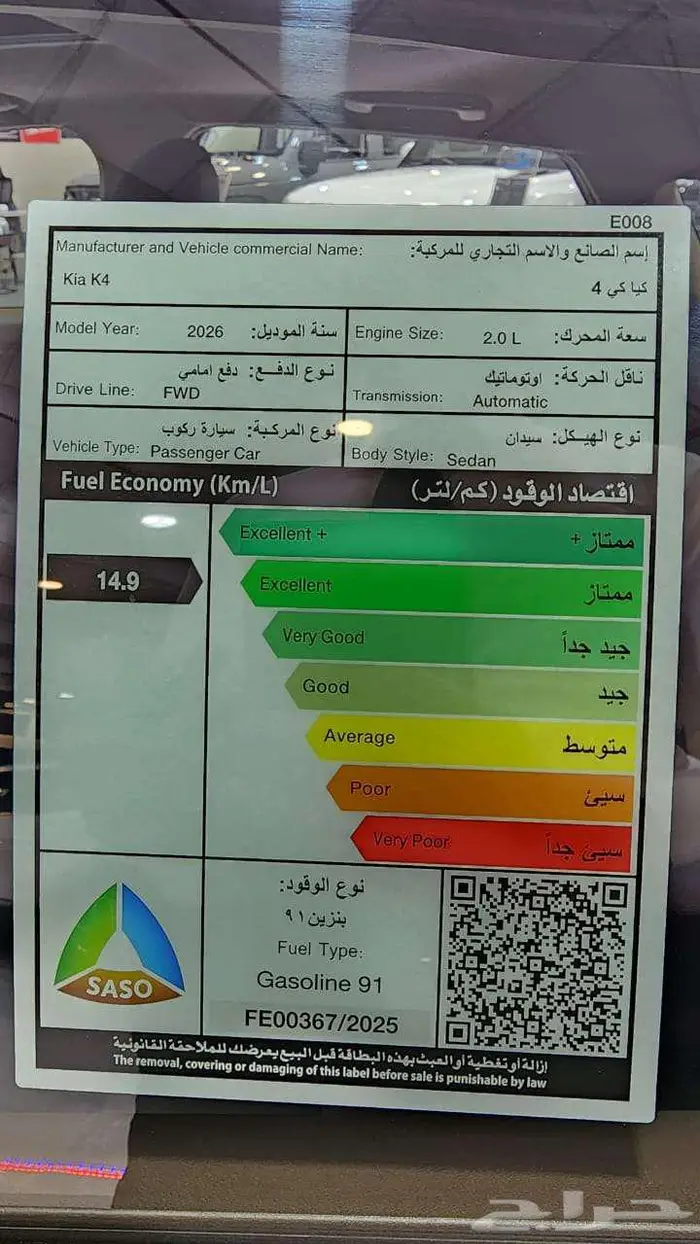 E008
Manufacturer and Vehicle commercial Name: إسم الصانع والاسم التجاري للمركبة:
Kia K4 كيا كي 4
Model Year: 2026 سنة الموديل:
Engine Size: 2.0 L سعة المحرك:
نوع الدفع: دفع امامي
Drive Line: FWD
ناقل الحركة: اوتوماتيك
Transmission: Automatic
نوع المركبة: سيارة ركوب
Vehicle Type: Passenger Car
نوع الهيكل: سيدان
Body Style: Sedan
Fuel Economy (Km/L) اقتصاد الوقود (كم/لتر)
Excellent + ممتاز +
14.9
Excellent ممتاز
Very Good جيد جداً
Good جيد
Average متوسط
Poor سيئ
Very Poor سيئ جداً
SASO
نوع الوقود:
بنزين ٩١
Fuel Type:
Gasoline 91
FE00367/2025
إزالة أو تغطية أو العبث بهذه البطاقة قبل البيع يعرضك للملاحقة القانونية
The removal, covering or damaging of this label before sale is punishable by law
حراج